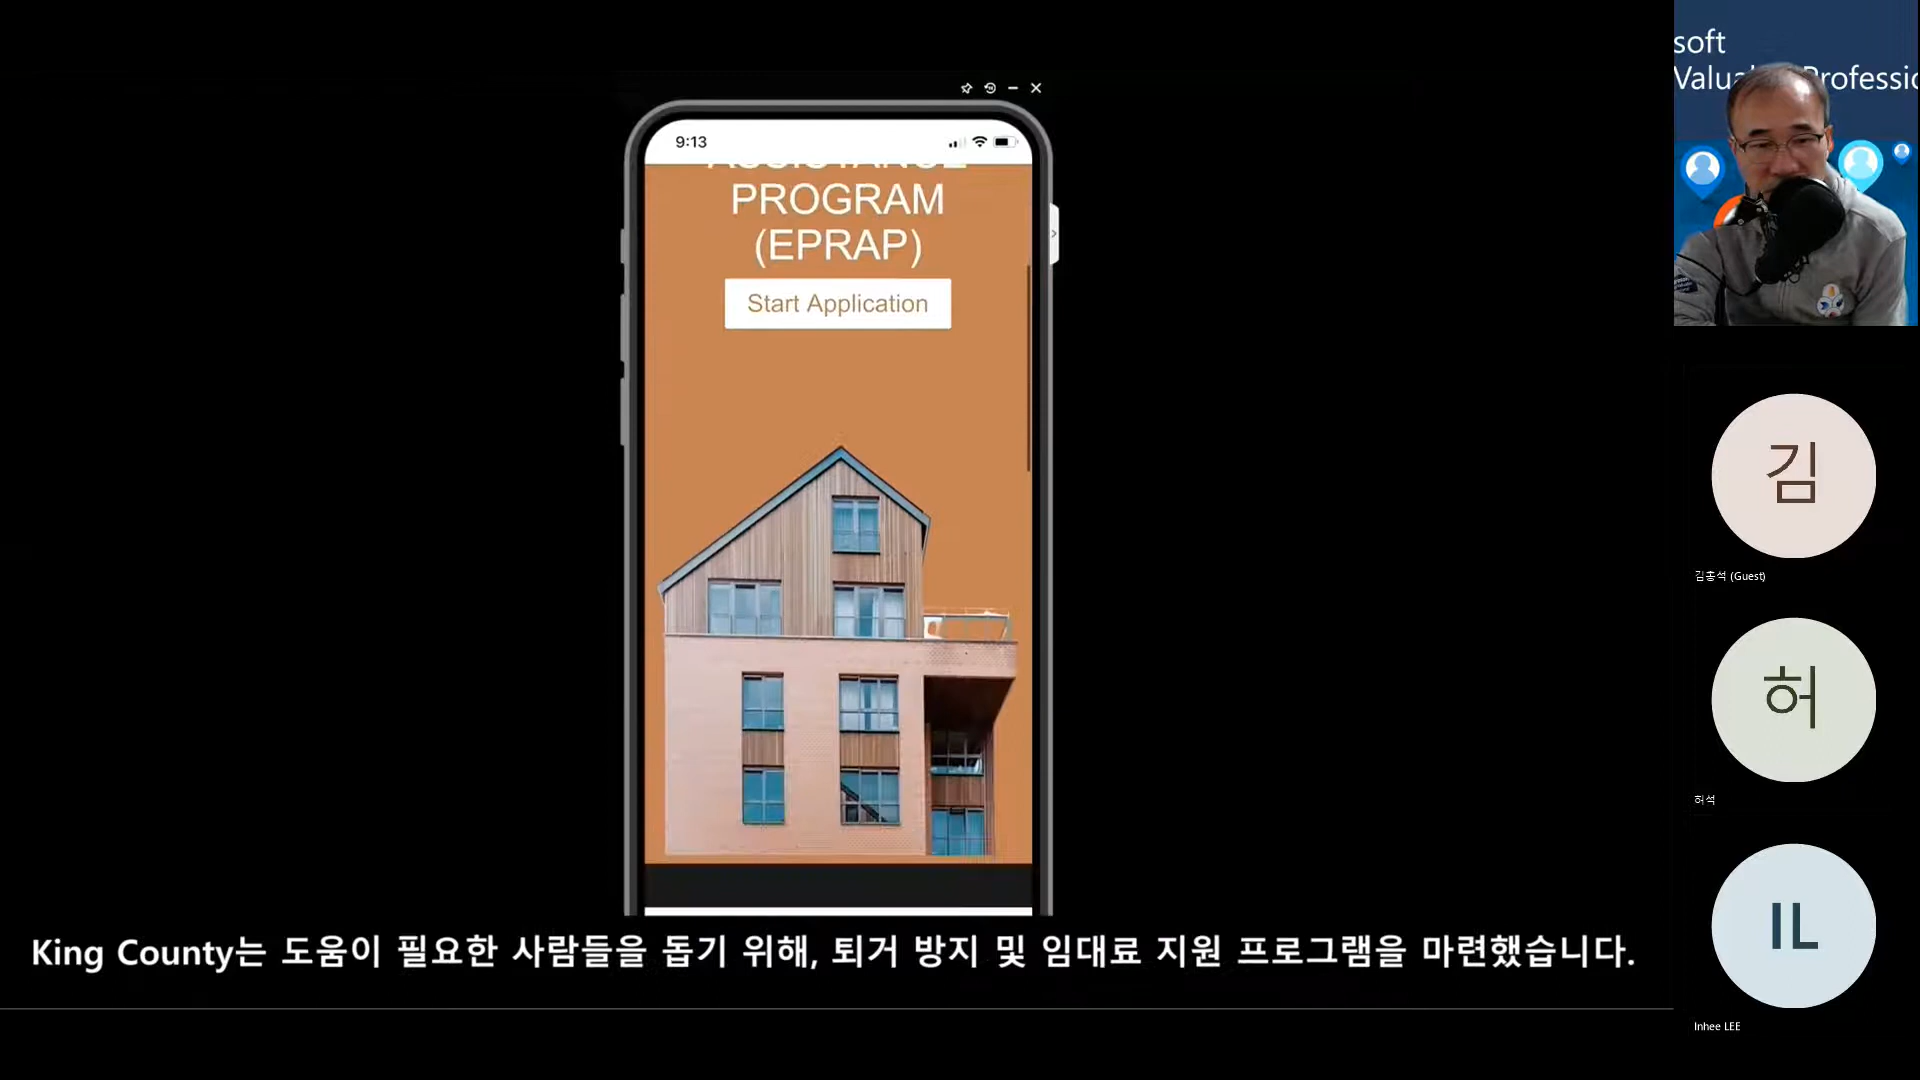 9:13
ASSISTANCE
PROGRAM
(EPRAP)
Start Application
King County는 도움이 필요한 사람들을 돕기 위해, 퇴거 방지 및 임대료 지원 프로그램을 마련했습니다.
soft
Valua Professio
김
김홍석 (Guest)
허
허석
IL
Inhee LEE